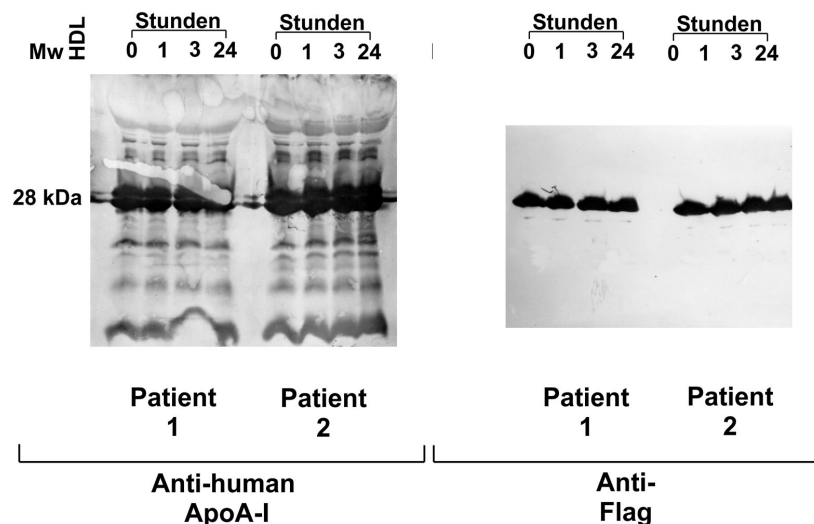 Stunden
Stunden
Mw HDL 0 1 3 24
0 1 3 24
28 kDa
Patient
1
Patient
2
Anti-human
ApoA-I
Stunden
Stunden
0 1 3 24
0 1 3 24
Patient
1
Patient
2
Anti-
Flag